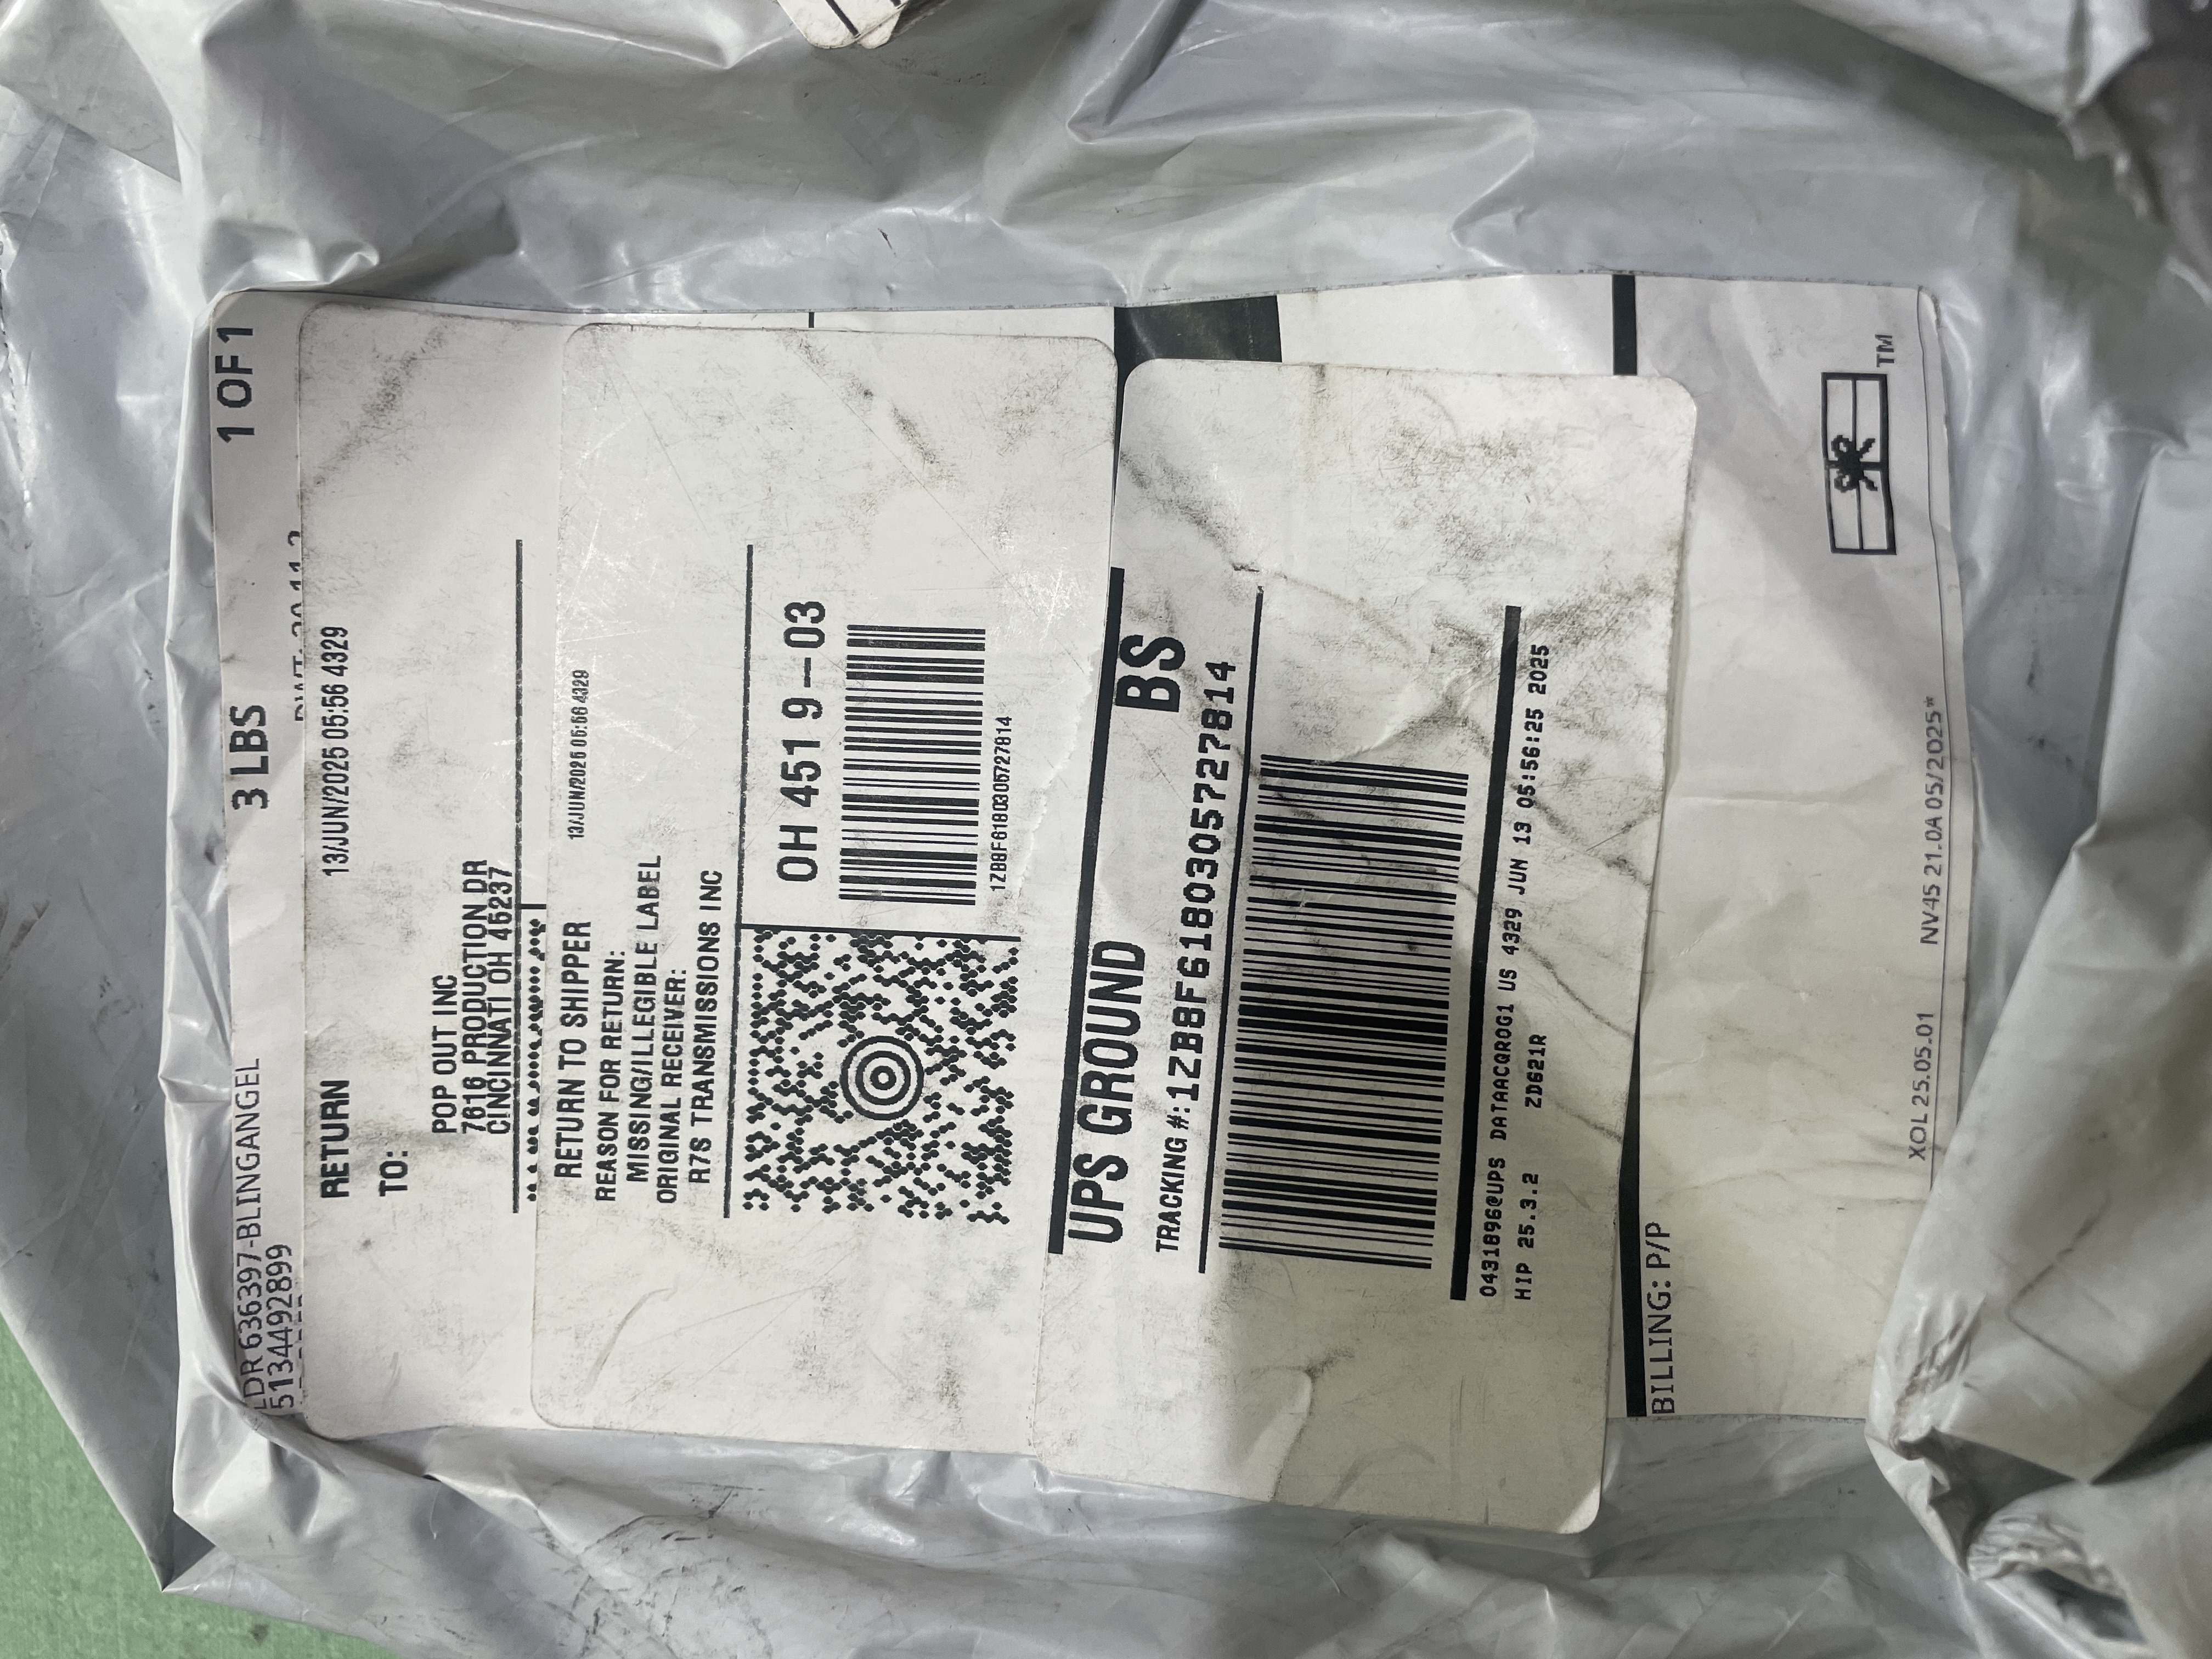 LDR 636397-BLINGANGEL
3 LBS
1 OF 1
5134492899
13/JUN/2025 05:56 4329
RETURN
TO:
POP OUT INC
7616 PRODUCTION DR
CINCINNATI OH 45237
13/JUN/2025 05:56 4329
RETURN TO SHIPPER
REASON FOR RETURN:
MISSING/ILLEGIBLE LABEL
ORIGINAL RECEIVER:
R7S TRANSMISSIONS INC
OH 451 9-03
1ZB8F6180305727814
UPS GROUND
BS
TRACKING #:1ZB8F6180305727814
0431896@UPS DATAACQROG1 US 4329 JUN 13 05:56:25 2025
HIP 25.3.2 ZD621R
BILLING: P/P
XOL 25.05.01 NV45 21.0A 05/2025*
TM